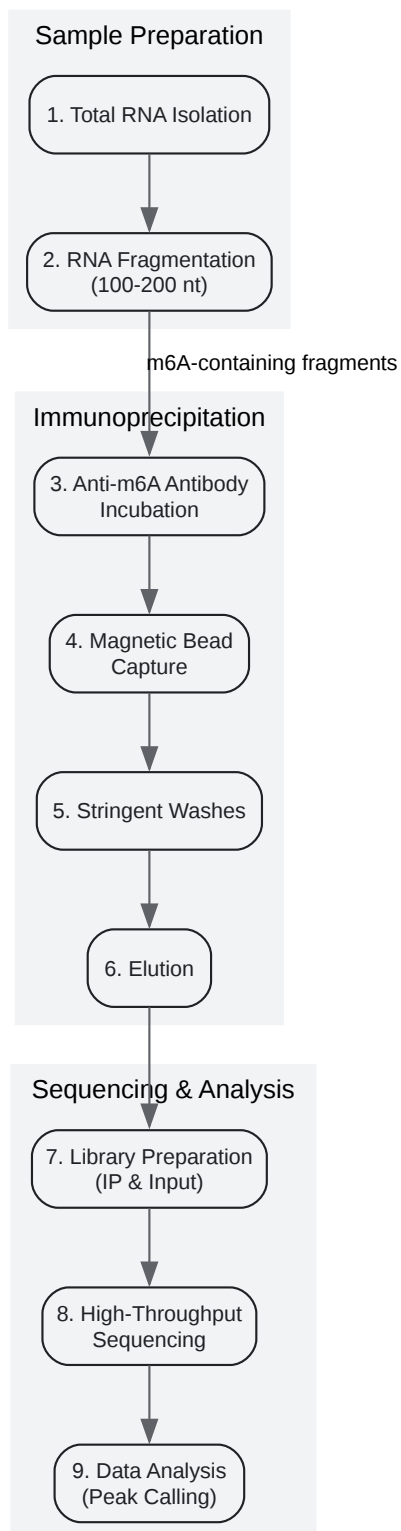 Sample Preparation
1. Total RNA Isolation
2. RNA Fragmentation
(100-200 nt)
m6A-containing fragments
Immunoprecipitation
3. Anti-m6A Antibody
Incubation
4. Magnetic Bead
Capture
5. Stringent Washes
6. Elution
Sequencing & Analysis
7. Library Preparation
(IP & Input)
8. High-Throughput
Sequencing
9. Data Analysis
(Peak Calling)